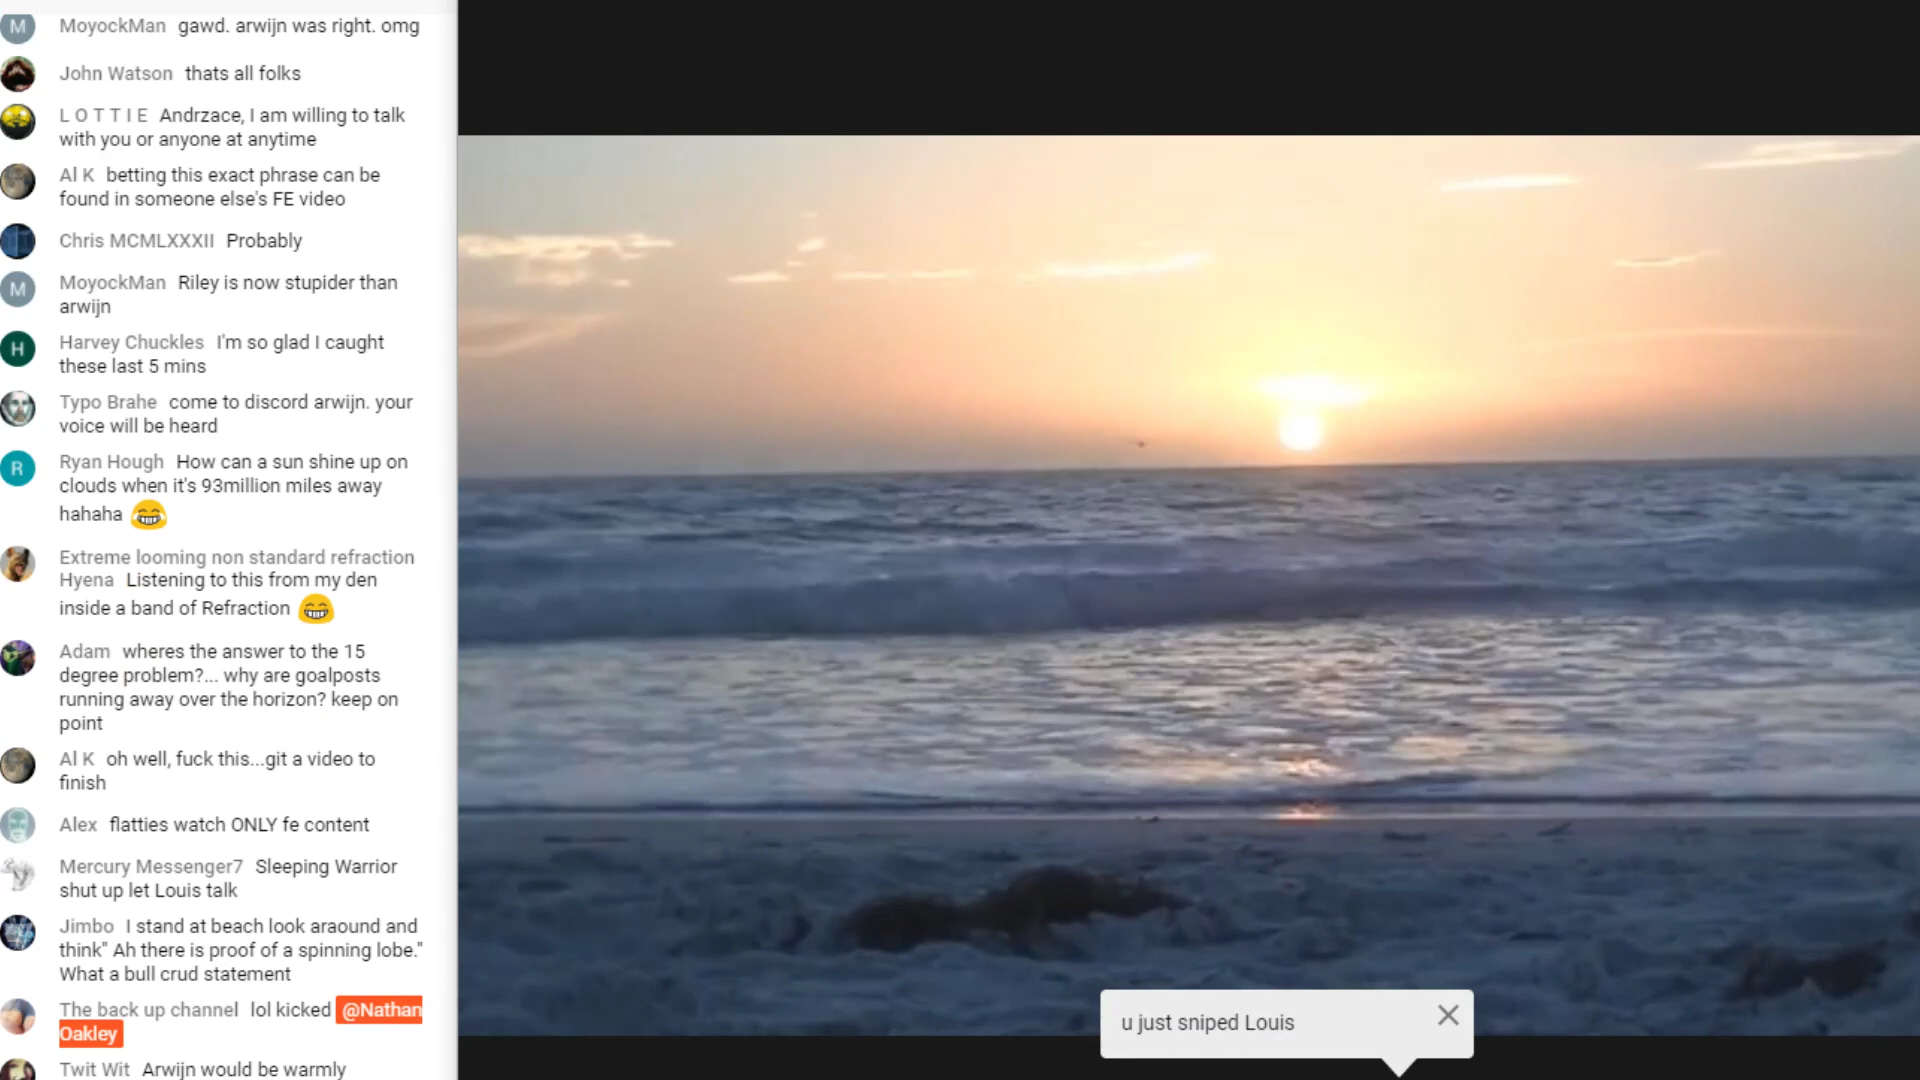 M MoyockMan gawd. arwijn was right. omg
John Watson thats all folks
L O T T I E Andrzace, I am willing to talk
with you or anyone at anytime
Al K betting this exact phrase can be
found in someone else's FE video
Chris MCMLXXXII Probably
M MoyockMan Riley is now stupider than
arwijn
H Harvey Chuckles I'm so glad I caught
these last 5 mins
Typo Brahe come to discord arwijn. your
voice will be heard
R Ryan Hough How can a sun shine up on
clouds when it's 93million miles away
hahaha 😂
Extreme looming non standard refraction
Hyena Listening to this from my den
inside a band of Refraction 😂
Adam wheres the answer to the 15
degree problem?... why are goalposts
running away over the horizon? keep on
point
Al K oh well, fuck this...git a video to
finish
Alex flatties watch ONLY fe content
Mercury Messenger7 Sleeping Warrior
shut up let Louis talk
Jimbo I stand at beach look araound and
think" Ah there is proof of a spinning lobe."
What a bull crud statement
The back up channel lol kicked @Nathan
Oakley
Twit Wit Arwijn would be warmly
u just sniped Louis